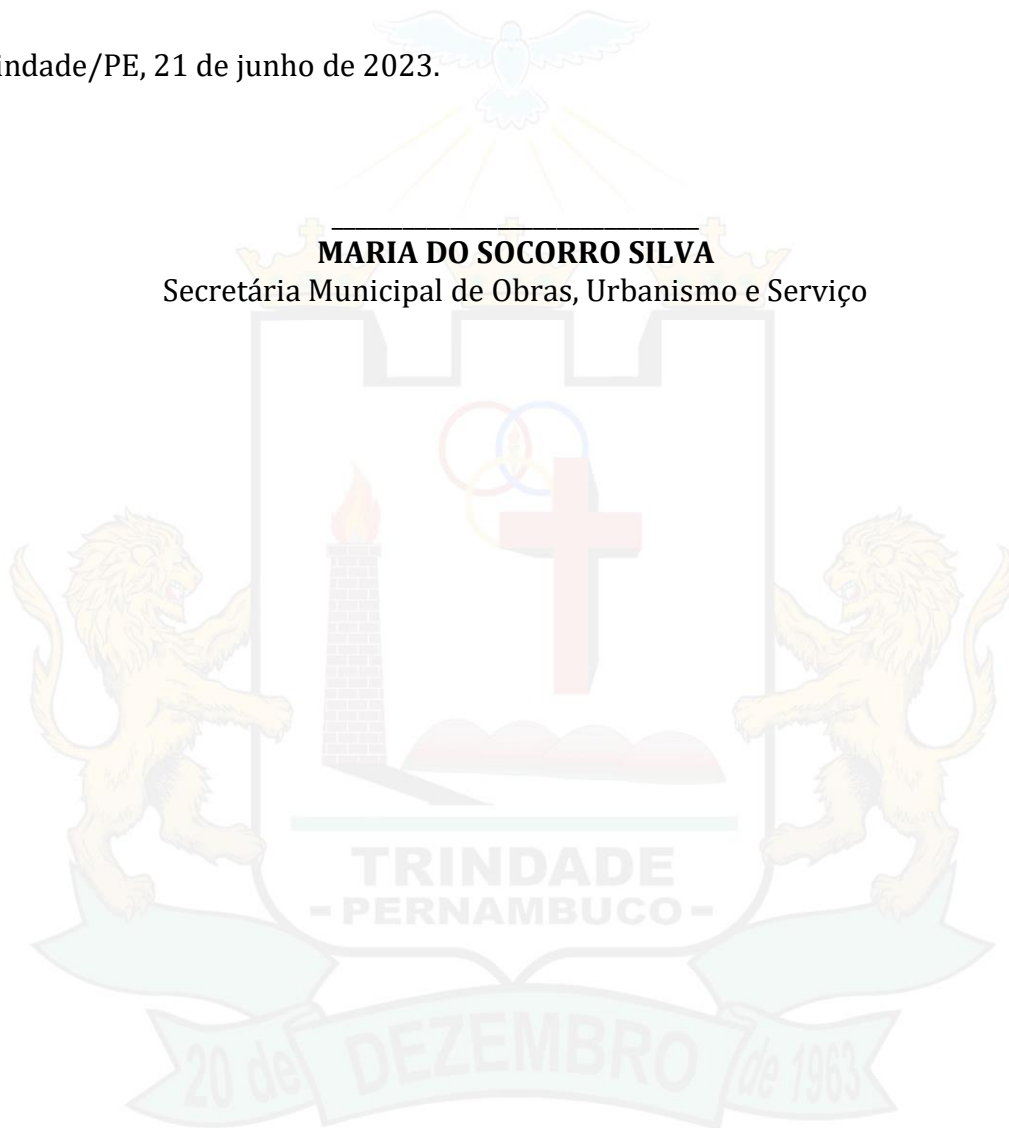 indade/PE, 21 de junho de 2023.
MARIA DO SOCORRO SILVA
Secretária Municipal de Obras, Urbanismo e Serviço
TRINDADE
- PERNAMBUCO -
20 de DEZEMBRO de 1963